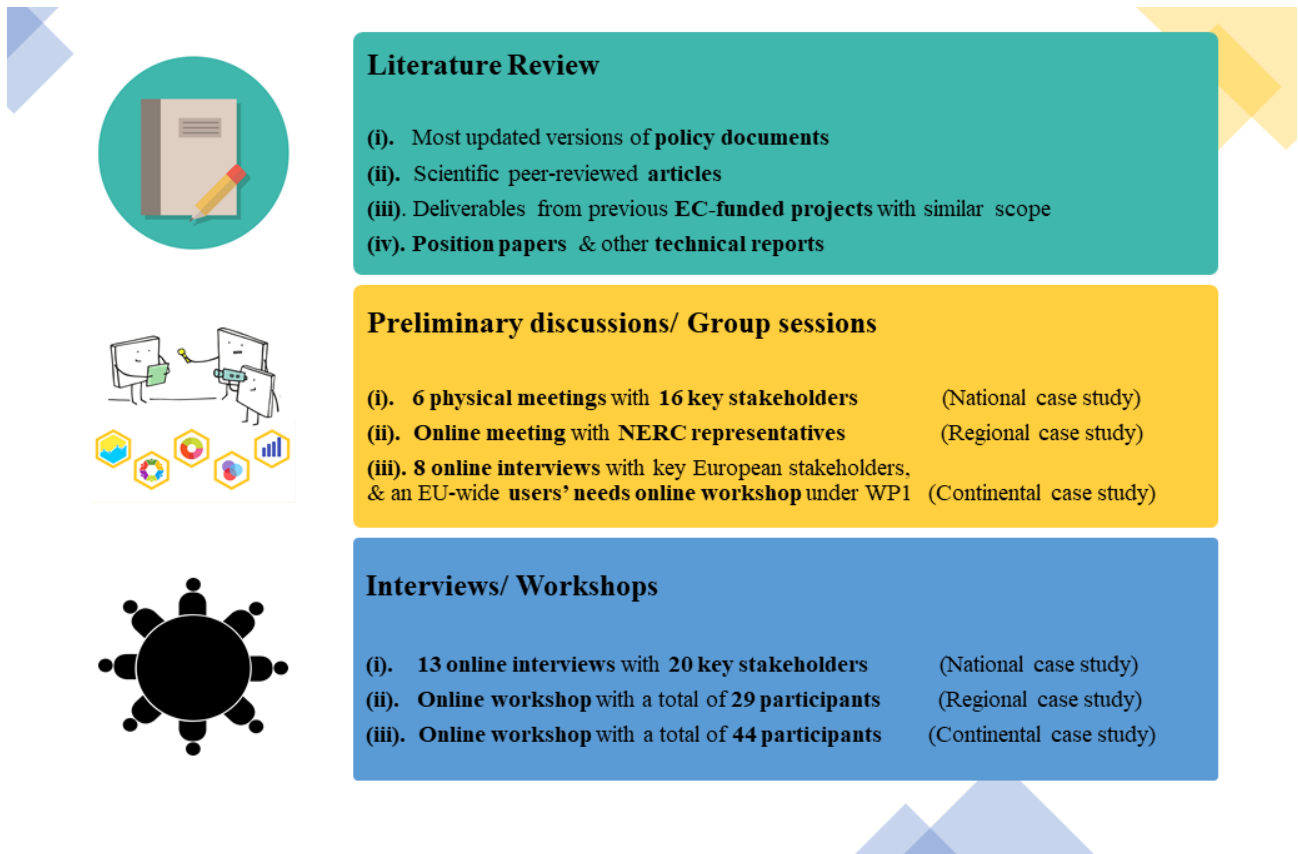 Literature Review
(i). Most updated versions of policy documents
(ii). Scientific peer-reviewed articles
(iii). Deliverables from previous EC-funded projects with similar scope
(iv). Position papers & other technical reports
Preliminary discussions/ Group sessions
(i). 6 physical meetings with 16 key stakeholders (National case study)
(ii). Online meeting with NERC representatives (Regional case study)
(iii). 8 online interviews with key European stakeholders,
& an EU-wide users’ needs online workshop under WP1 (Continental case study)
Interviews/ Workshops
(i). 13 online interviews with 20 key stakeholders (National case study)
(ii). Online workshop with a total of 29 participants (Regional case study)
(iii). Online workshop with a total of 44 participants (Continental case study)